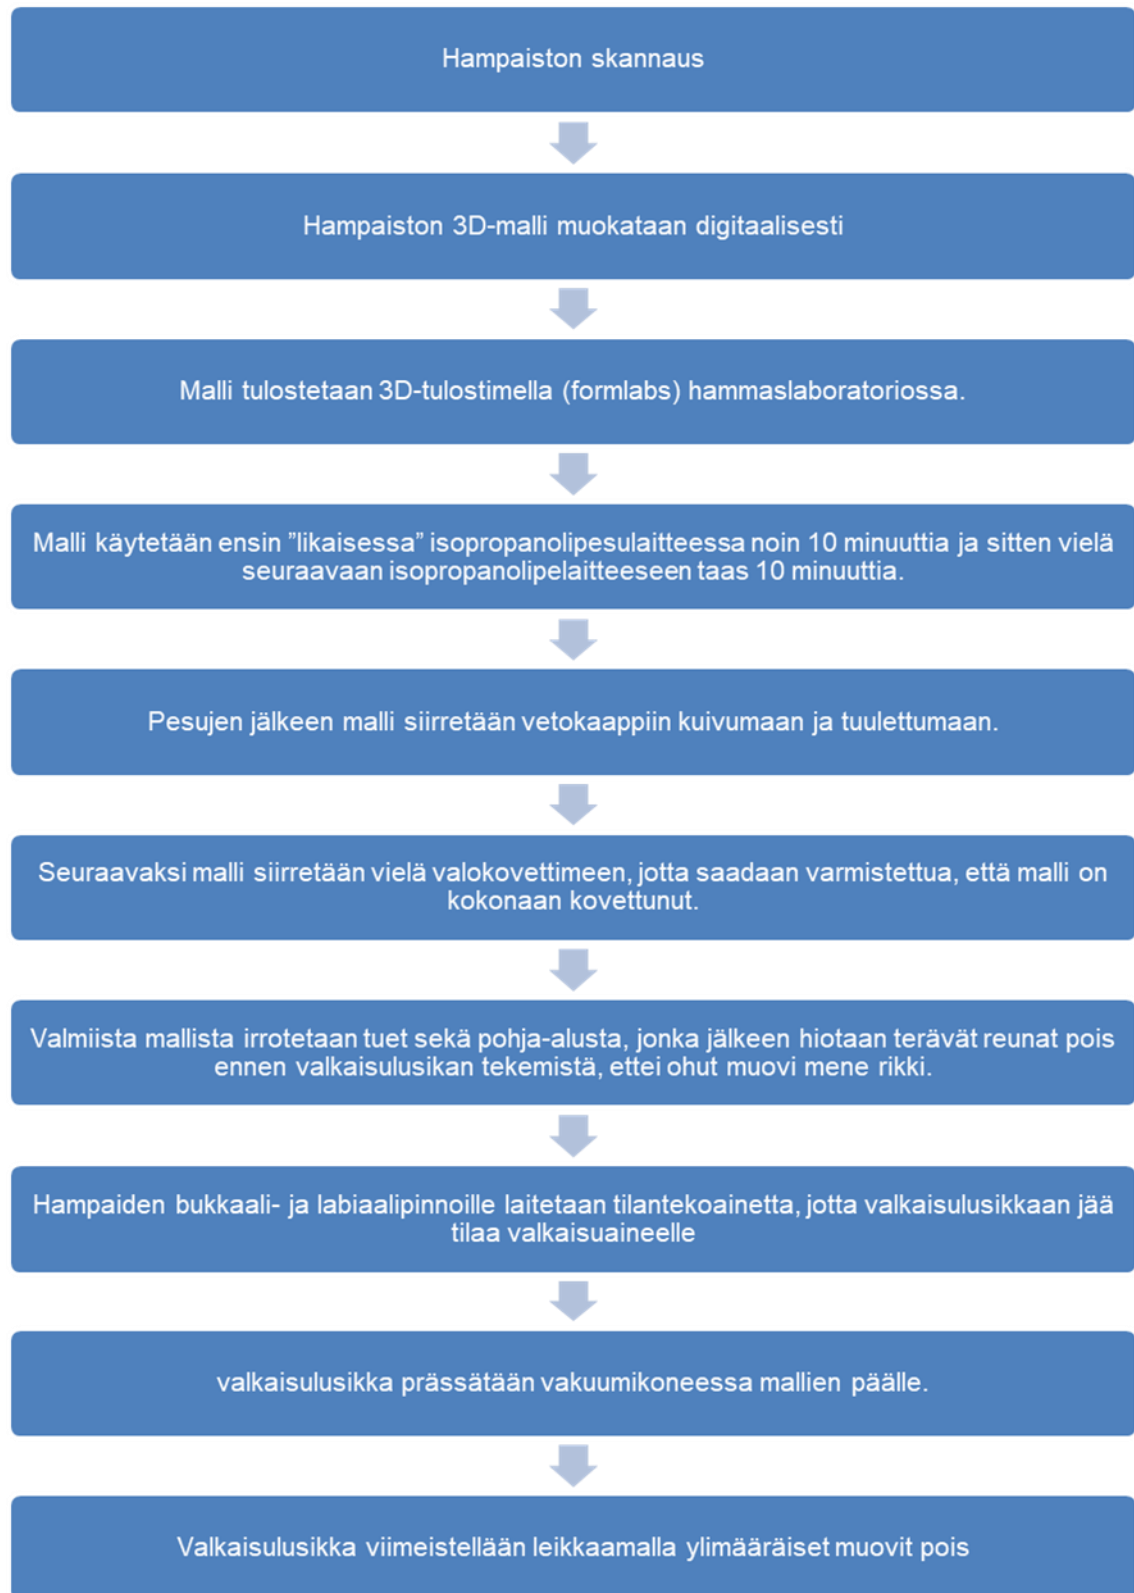 Hampaiston skannaus
Hampaiston 3D-malli muokataan digitaalisesti
Malli tulostetaan 3D-tulostimella (formlabs) hammaslaboratoriossa.
Malli käytetään ensin ”likaisessa” isopropanolipesulaitteessa noin 10 minuuttia ja sitten vielä
seuraavaan isopropanolipelaitteeseen taas 10 minuuttia.
Pesujen jälkeen malli siirretään vetokaappiin kuivumaan ja tuulettumaan.
Seuraavaksi malli siirretään vielä valokovettimeen, jotta saadaan varmistettua, että malli on
kokonaan kovettunut.
Valmiista mallista irrotetaan tuet sekä pohja-alusta, jonka jälkeen hiotaan terävät reunat pois
ennen valkaisulusikan tekemistä, ettei ohut muovi mene rikki.
Hampaiden bukkaali- ja labiaalipinnoille laitetaan tilantekoainetta, jotta valkaisulusikkaan jää
tilaa valkaisuaineelle
valkaisulusikka prässätään vakuumikoneessa mallien päälle.
Valkaisulusikka viimeistellään leikkaamalla ylimääräiset muovit pois